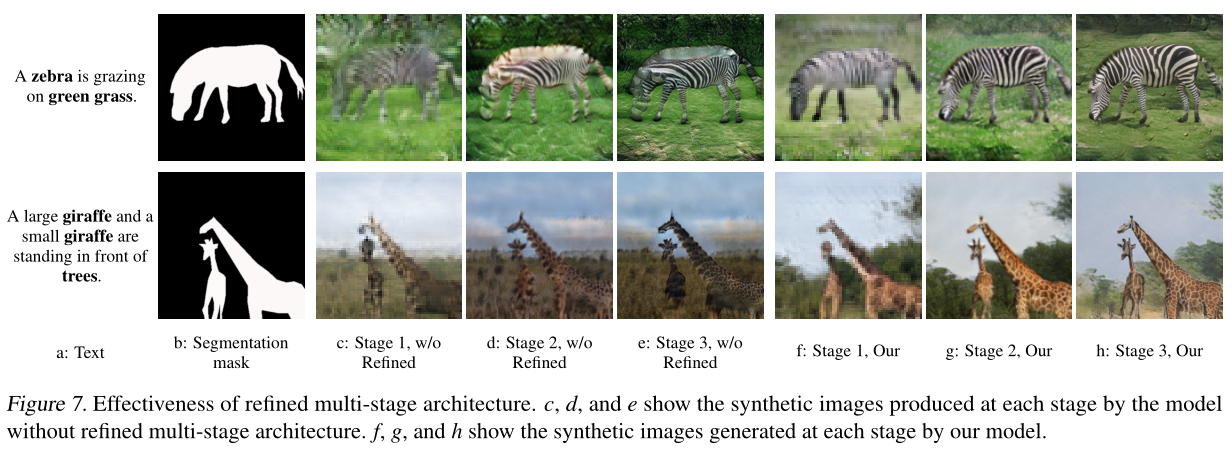 A zebra is grazing
on green grass.
A large giraffe and a
small giraffe are
standing in front of
trees.
a: Text
b: Segmentation
mask
c: Stage 1, w/o
Refined
d: Stage 2, w/o
Refined
e: Stage 3, w/o
Refined
f: Stage 1, Our
g: Stage 2, Our
h: Stage 3, Our
Figure 7. Effectiveness of refined multi-stage architecture. c, d, and e show the synthetic images produced at each stage by the model
without refined multi-stage architecture. f, g, and h show the synthetic images generated at each stage by our model.